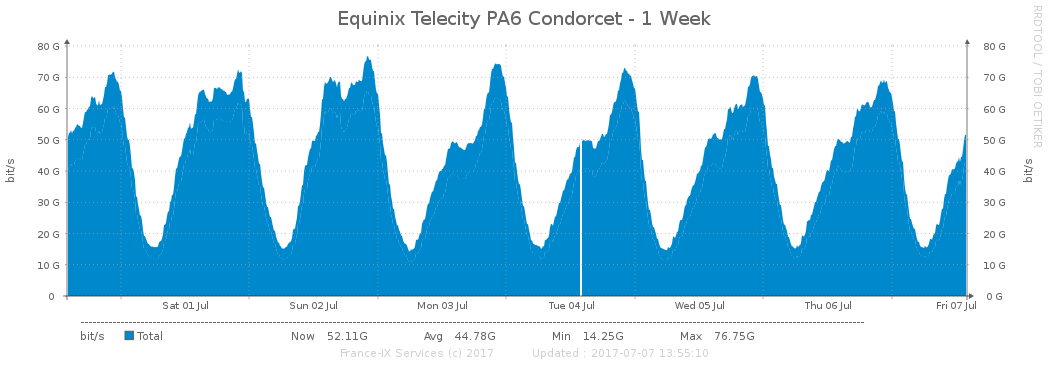 Equinix Telecity PA6 Condorcet - 1 Week
RRDTOOL / TOBI OETIKER
80 G 80 G
70 G 70 G
60 G 60 G
50 G 50 G
40 G 40 G
30 G 30 G
20 G 20 G
10 G 10 G
0 0 G
bit/s
bit/s
Sat 01 Jul Sun 02 Jul Mon 03 Jul Tue 04 Jul Wed 05 Jul Thu 06 Jul Fri 07 Jul
bit/s Total Now 52.11G Avg 44.78G Min 14.25G Max 76.75G
France-IX Services (c) 2017 Updated : 2017-07-07 13:55:10